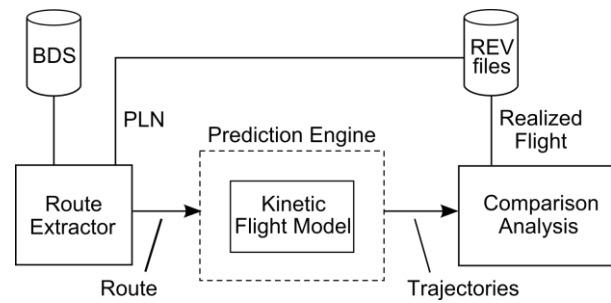 BDS
REV
files
PLN
Realized
Flight
Prediction Engine
Route
Extractor
Kinetic
Flight Model
Comparison
Analysis
Route
Trajectories